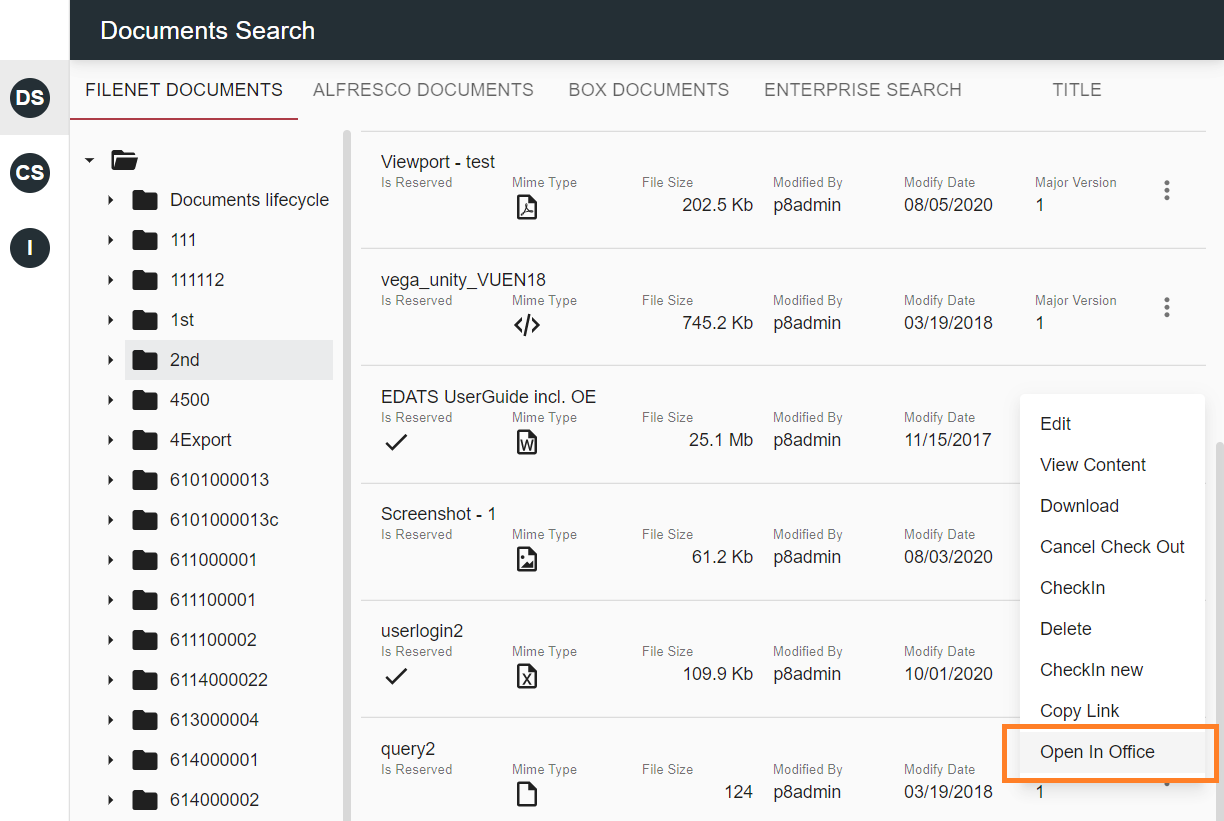 Documents Search
DS
CS
I
FILENET DOCUMENTS ALFRESCO DOCUMENTS BOX DOCUMENTS ENTERPRISE SEARCH TITLE
Documents lifecycle
111
111112
1st
2nd
4500
4Export
6101000013
6101000013c
611000001
611100001
611100002
6114000022
613000004
614000001
614000002
Viewport - test
Is Reserved Mime Type File Size Modified By Modify Date Major Version
202.5 Kb p8admin 08/05/2020 1
vega_unity_VUEN18
Is Reserved Mime Type File Size Modified By Modify Date Major Version
745.2 Kb p8admin 03/19/2018 1
EDATS UserGuide incl. OE
Is Reserved Mime Type File Size Modified By Modify Date
25.1 Mb p8admin 11/15/2017
Screenshot - 1
Is Reserved Mime Type File Size Modified By Modify Date
61.2 Kb p8admin 08/03/2020
userlogin2
Is Reserved Mime Type File Size Modified By Modify Date
109.9 Kb p8admin 10/01/2020
query2
Is Reserved Mime Type File Size Modified By Modify Date
124 p8admin 03/19/2018 1
Edit
View Content
Download
Cancel Check Out
CheckIn
Delete
CheckIn new
Copy Link
Open In Office